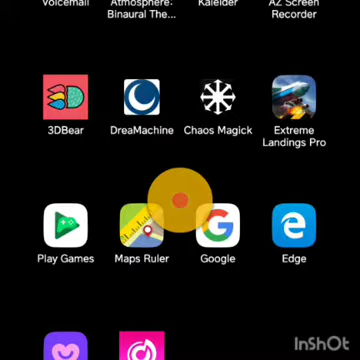 Voicemail
Atmosphere:
Binaural The...
Kaleider
AZ Screen
Recorder
3DBear
DreaMachine
Chaos Magick
Extreme
Landings Pro
Play Games
Maps Ruler
Google
Edge
InShOt